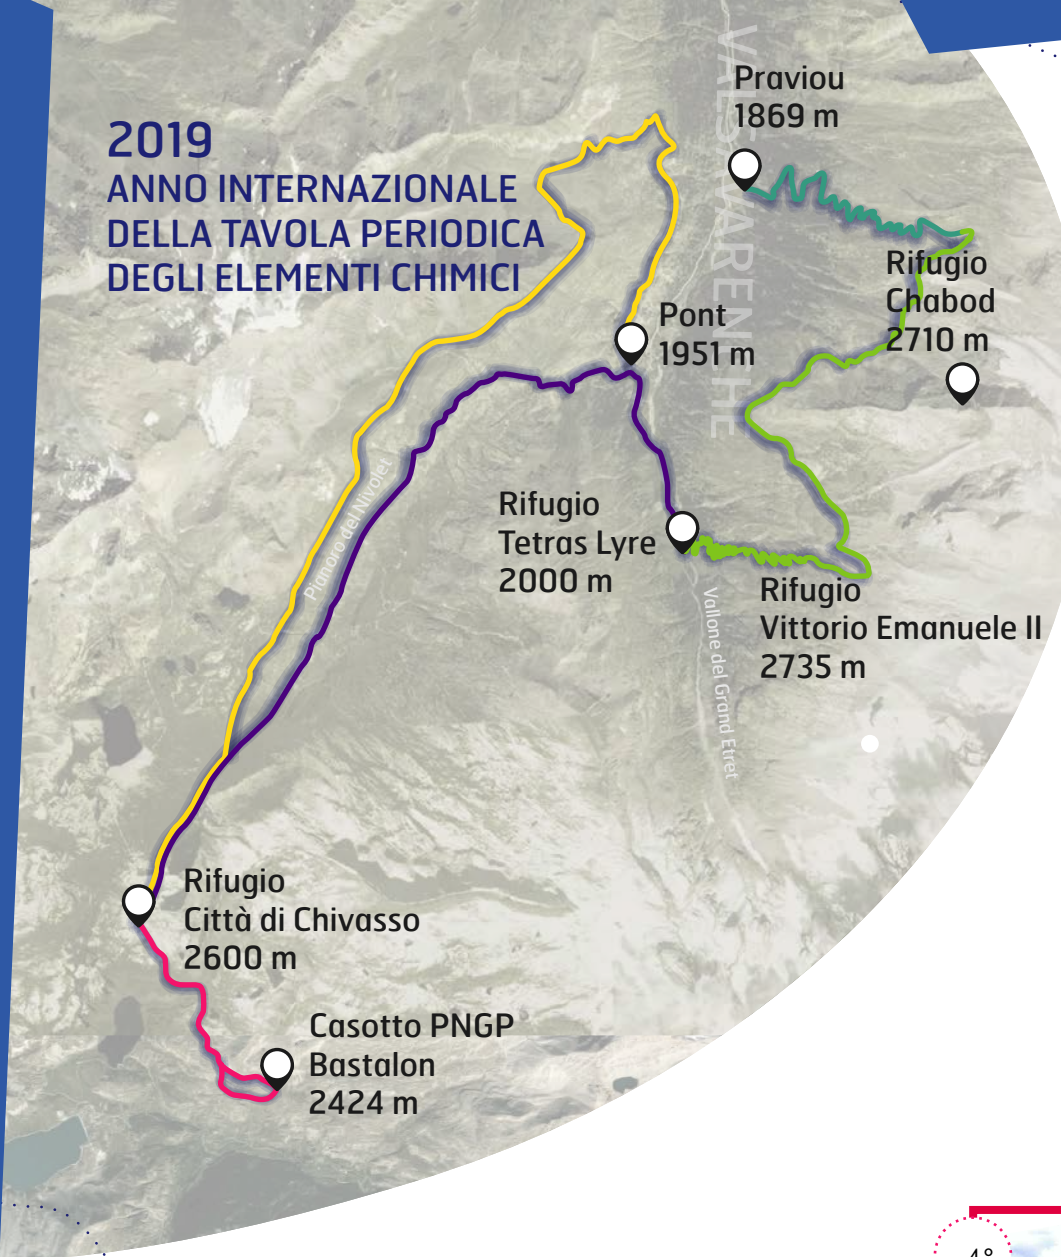 2019
ANNO INTERNAZIONALE
DELLA TAVOLA PERIODICA
DEGLI ELEMENTI CHIMICI
VALSAVARENCHE
Praviou
1869 m
Rifugio
Chabod
2710 m
Pont
1951 m
Pianoro del Nivolet
Rifugio
Tetras Lyre
2000 m
Rifugio
Vittorio Emanuele II
2735 m
Vallone del Grand Etret
Rifugio
Città di Chivasso
2600 m
Casotto PNGP
Bastalon
2424 m
4°